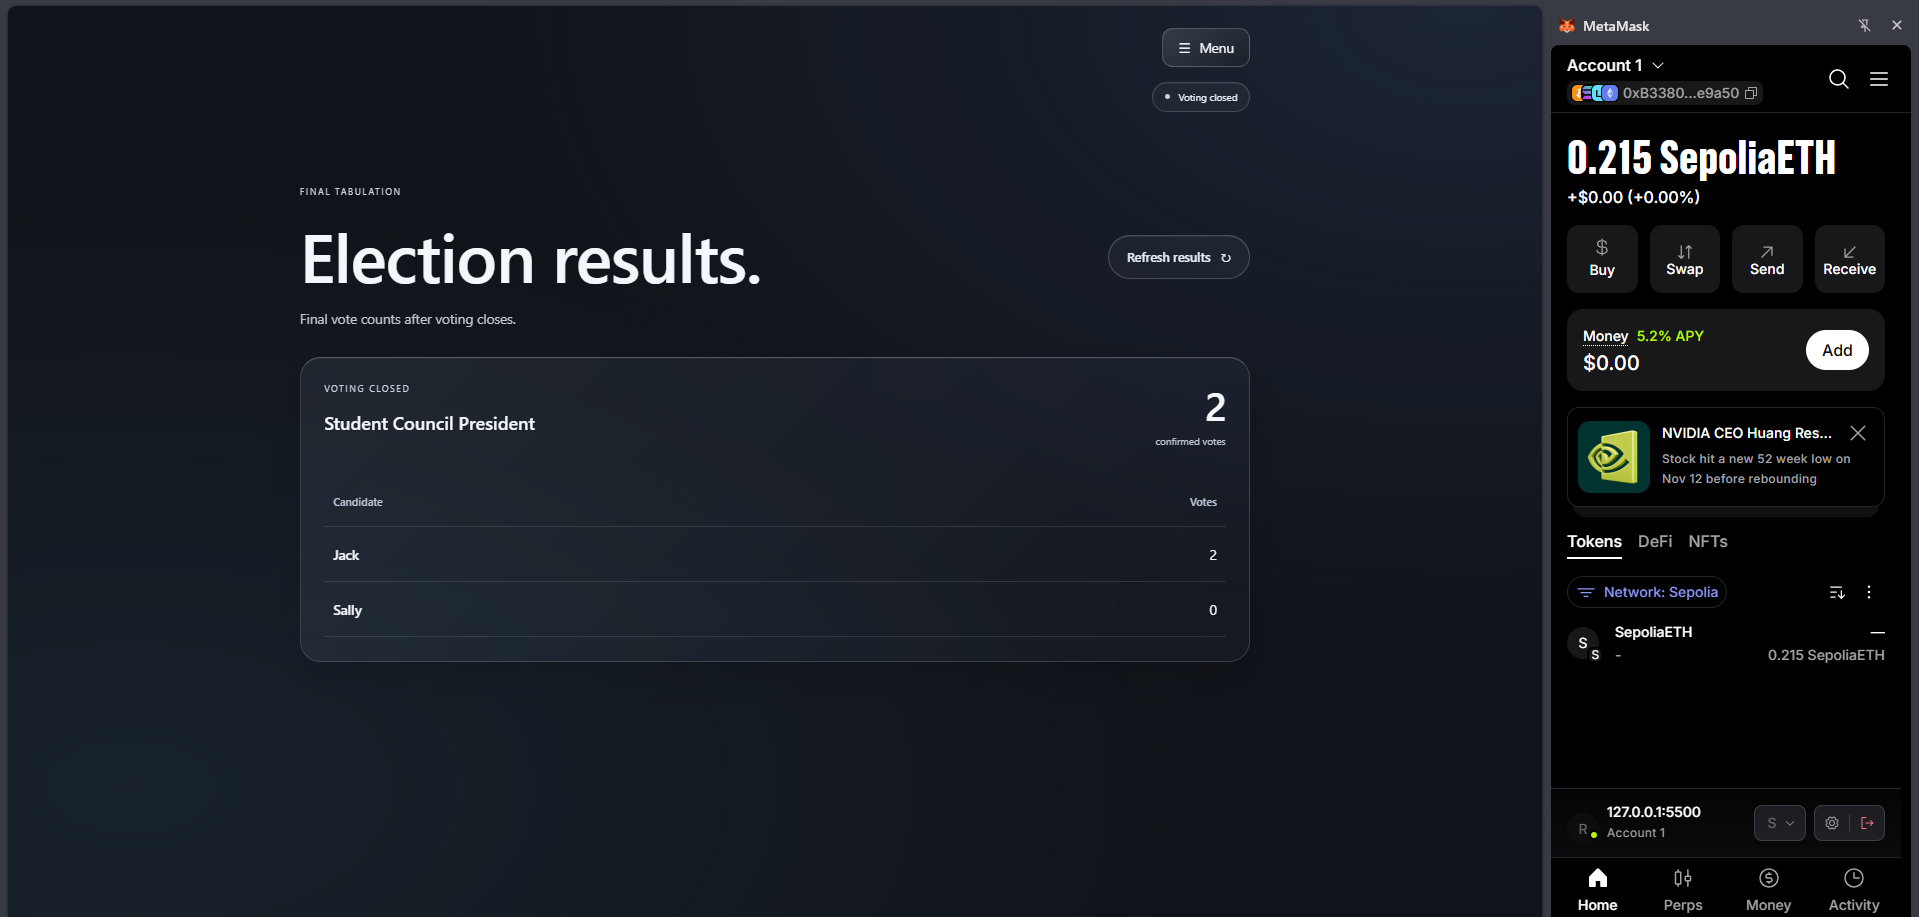 Menu
Voting closed
FINAL TABULATION
Election results.
Refresh results
Final vote counts after voting closes.
VOTING CLOSED
Student Council President
2
confirmed votes
Candidate Votes
Jack 2
Sally 0
MetaMask
Account 1
0xB3380...e9a50
0.215 SepoliaETH
+$0.00 (+0.00%)
$
Buy Swap Send Receive
Money 5.2% APY
$0.00
Add
NVIDIA CEO Huang Res...
Stock hit a new 52 week low on
Nov 12 before rebounding
Tokens DeFi NFTs
Network: Sepolia
S
S
SepoliaETH —
- 0.215 SepoliaETH
R
127.0.0.1:5500
Account 1
S
Home Perps Money Activity